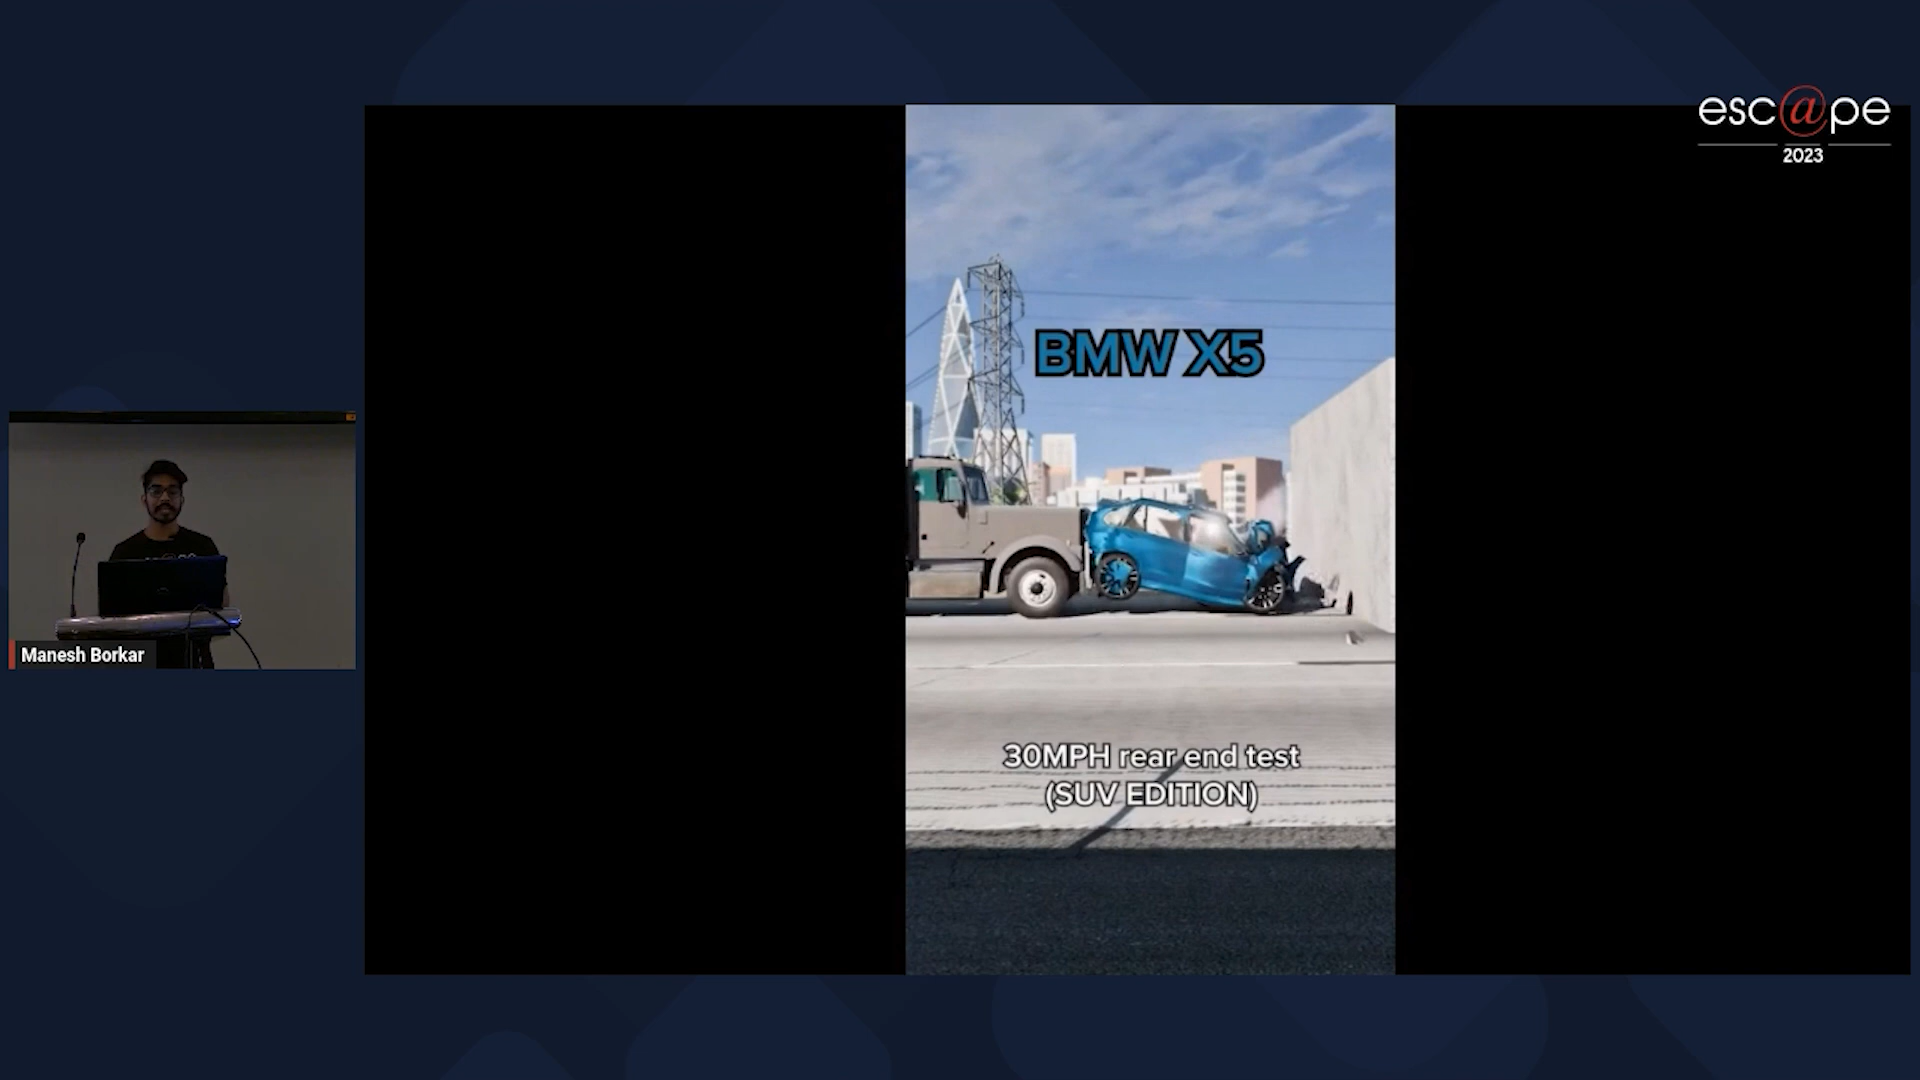 esc@pe
2023
BMW X5
30MPH rear end test
(SUV EDITION)
Manesh Borkar